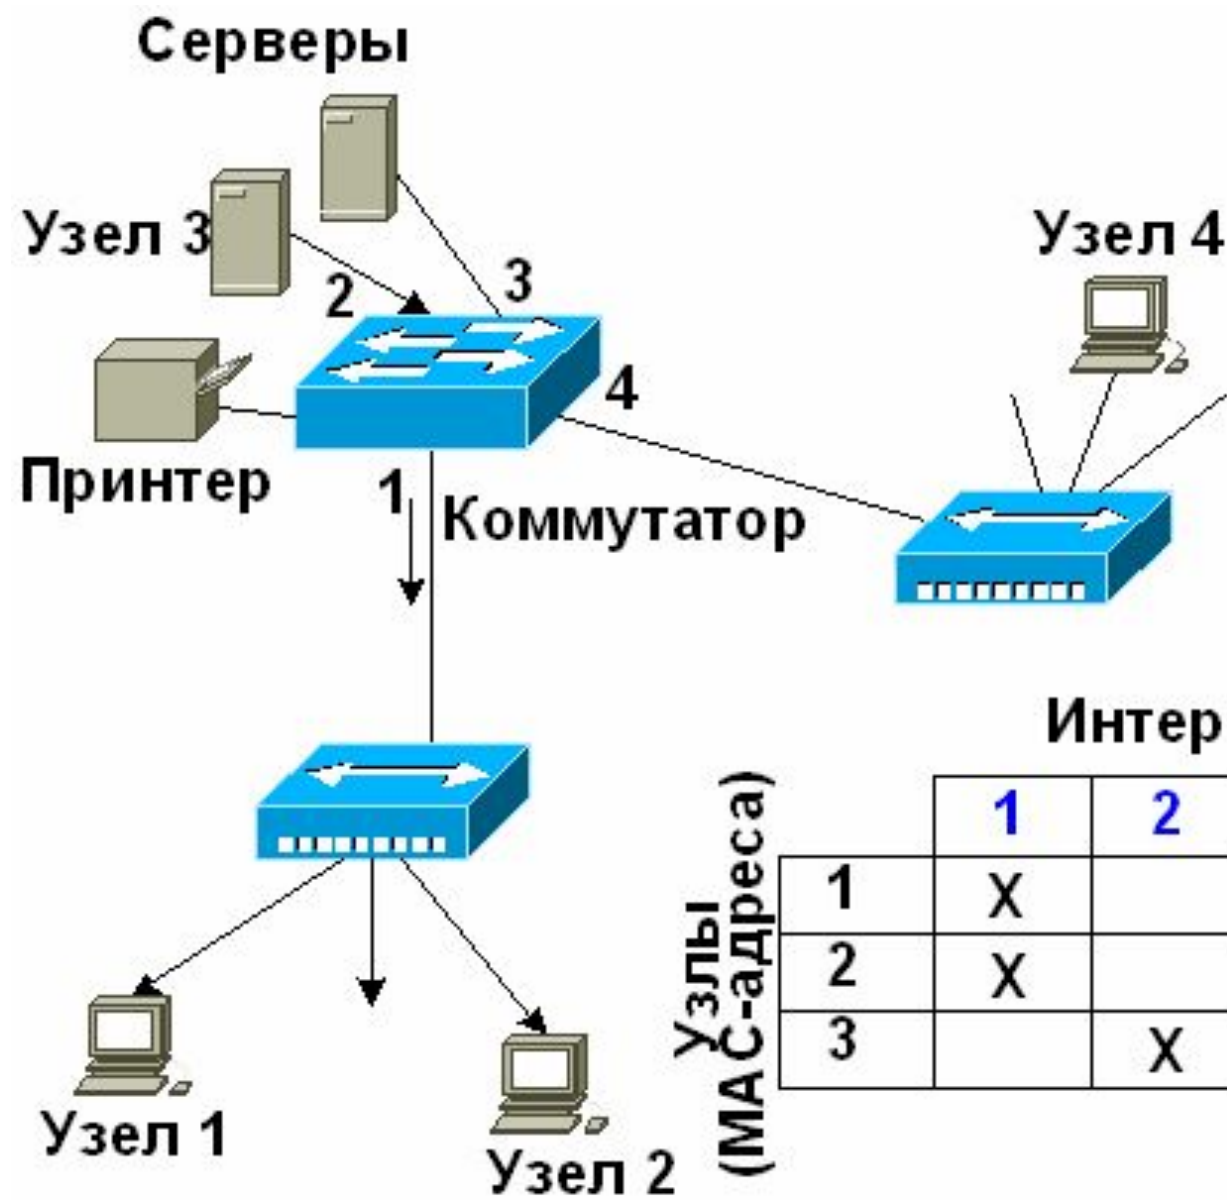 Серверы
Узел 3
Узел 4
2
3
4
Принтер
1
Коммутатор
Интер
Узлы
(MAC-адреса)
1 2
1 X
2 X
3 X
Узел 1
Узел 2